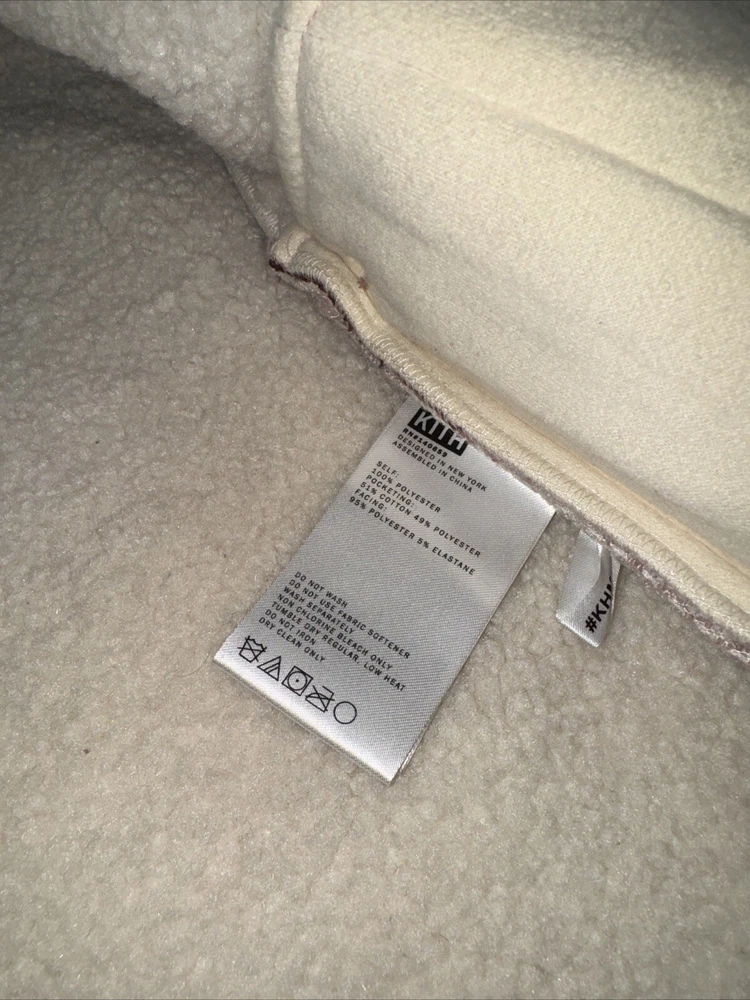 KITH
RN#140659
DESIGNED IN NEW YORK
ASSEMBLED IN CHINA
SELF:
100% POLYESTER
POCKETING:
51% COTTON 49% POLYESTER
FACING:
95% POLYESTER 5% ELASTANE
DO NOT WASH
DO NOT USE FABRIC SOFTENER
WASH SEPARATELY
NON CHLORINE BLEACH ONLY
TUMBLE DRY REGULAR, LOW HEAT
DO NOT IRON
DRY CLEAN ONLY